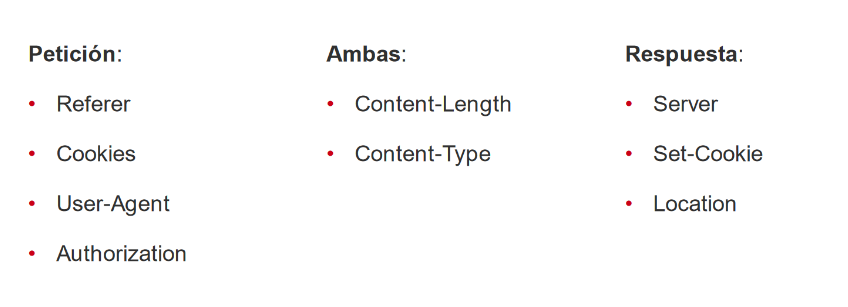 Petición:
• Referer
• Cookies
• User-Agent
• Authorization
Ambas:
• Content-Length
• Content-Type
Respuesta:
• Server
• Set-Cookie
• Location